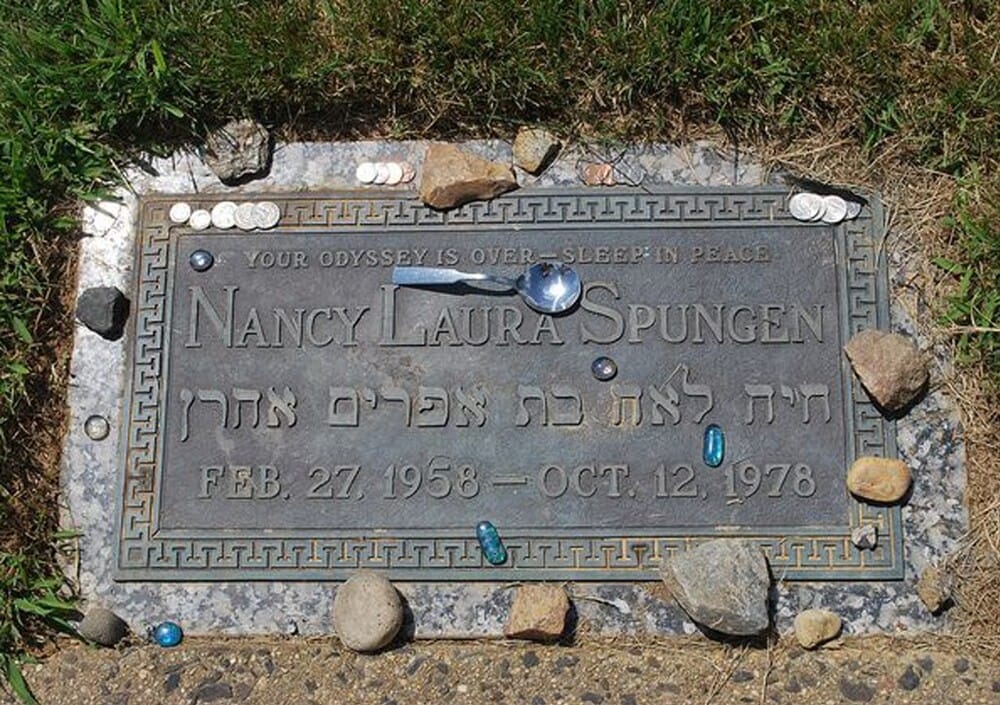 YOUR ODYSSEY IS OVER—SLEEP IN PEACE
NANCY LAURA SPUNGEN
חיה לאה בת אפרים אהרן
FEB. 27, 1958 — OCT. 12, 1978